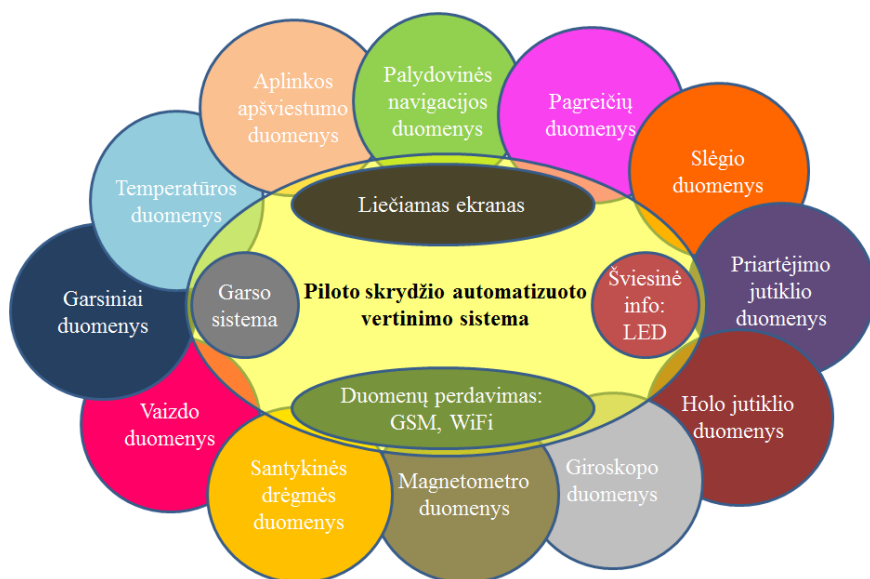 Aplinkos
apšviestumo
duomenys
Palydovinės
navigacijos
duomenys
Pagreičių
duomenys
Slėgio
duomenys
Temperatūros
duomenys
Liečiamas ekranas
Priartėjimo
jutiklio
duomenys
Garsiniai
duomenys
Garso
sistema
Piloto skrydžio automatizuoto
vertinimo sistema
Šviesinė
info:
LED
Vaizdo
duomenys
Duomenų perdavimas:
GSM, WiFi
Holo jutiklio
duomenys
Santykinės
drėgmės
duomenys
Magnetometro
duomenys
Giroskopo
duomenys